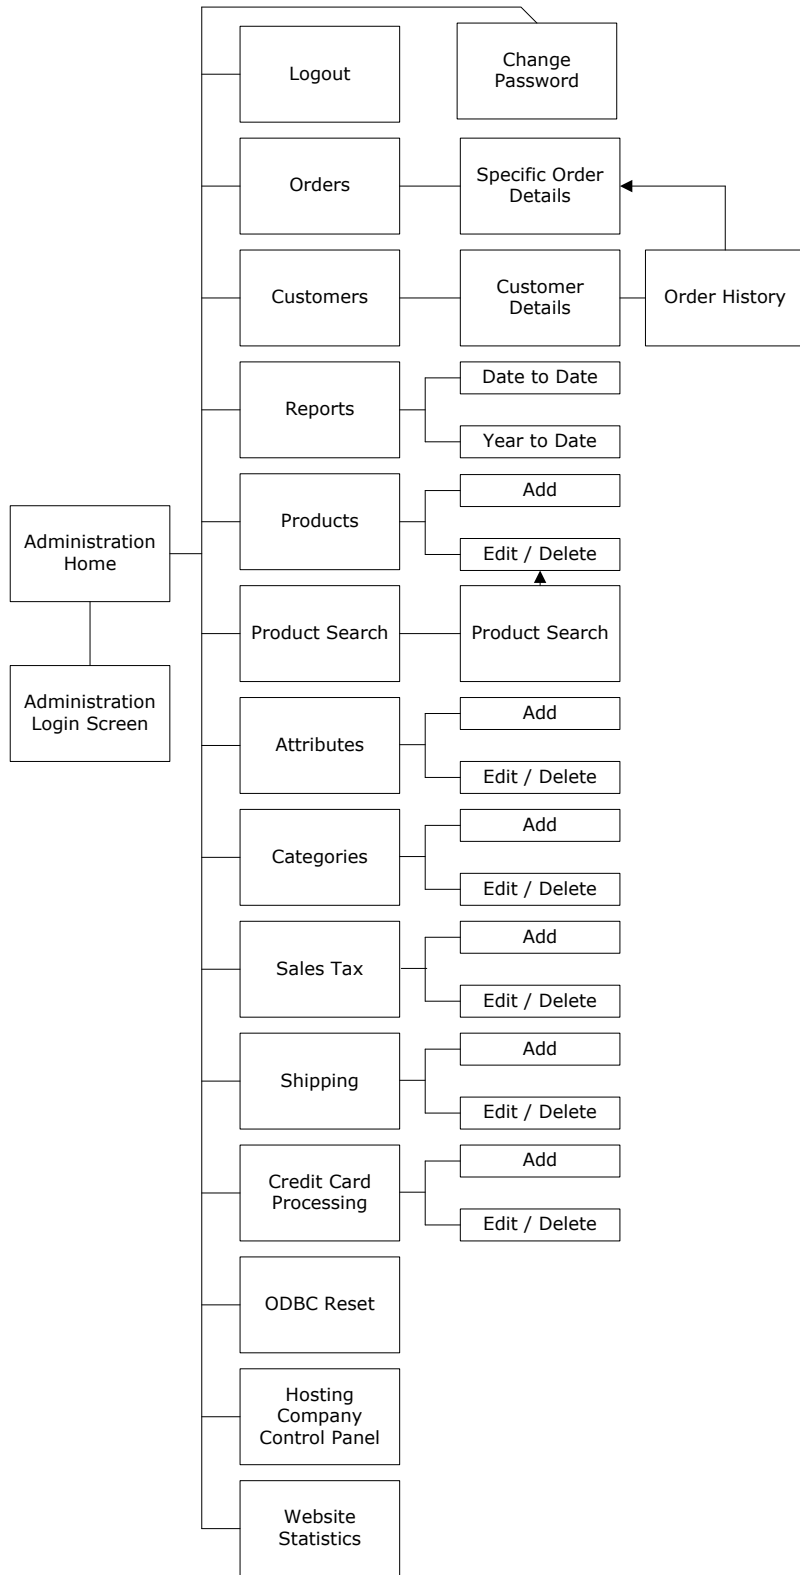 Logout
Change
Password
Orders
Specific Order
Details
Customers
Customer
Details
Order History
Reports
Date to Date
Year to Date
Products
Add
Edit / Delete
Administration
Home
Product Search
Product Search
Administration
Login Screen
Attributes
Add
Edit / Delete
Categories
Add
Edit / Delete
Sales Tax
Add
Edit / Delete
Shipping
Add
Edit / Delete
Credit Card
Processing
Add
Edit / Delete
ODBC Reset
Hosting
Company
Control Panel
Website
Statistics